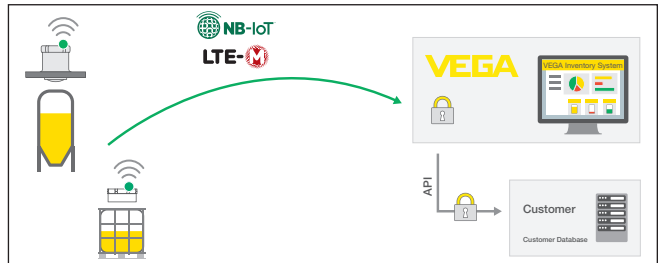 NB-IoT
LTE-M
VEGA
VEGA Inventory System
API
Customer
Customer Database